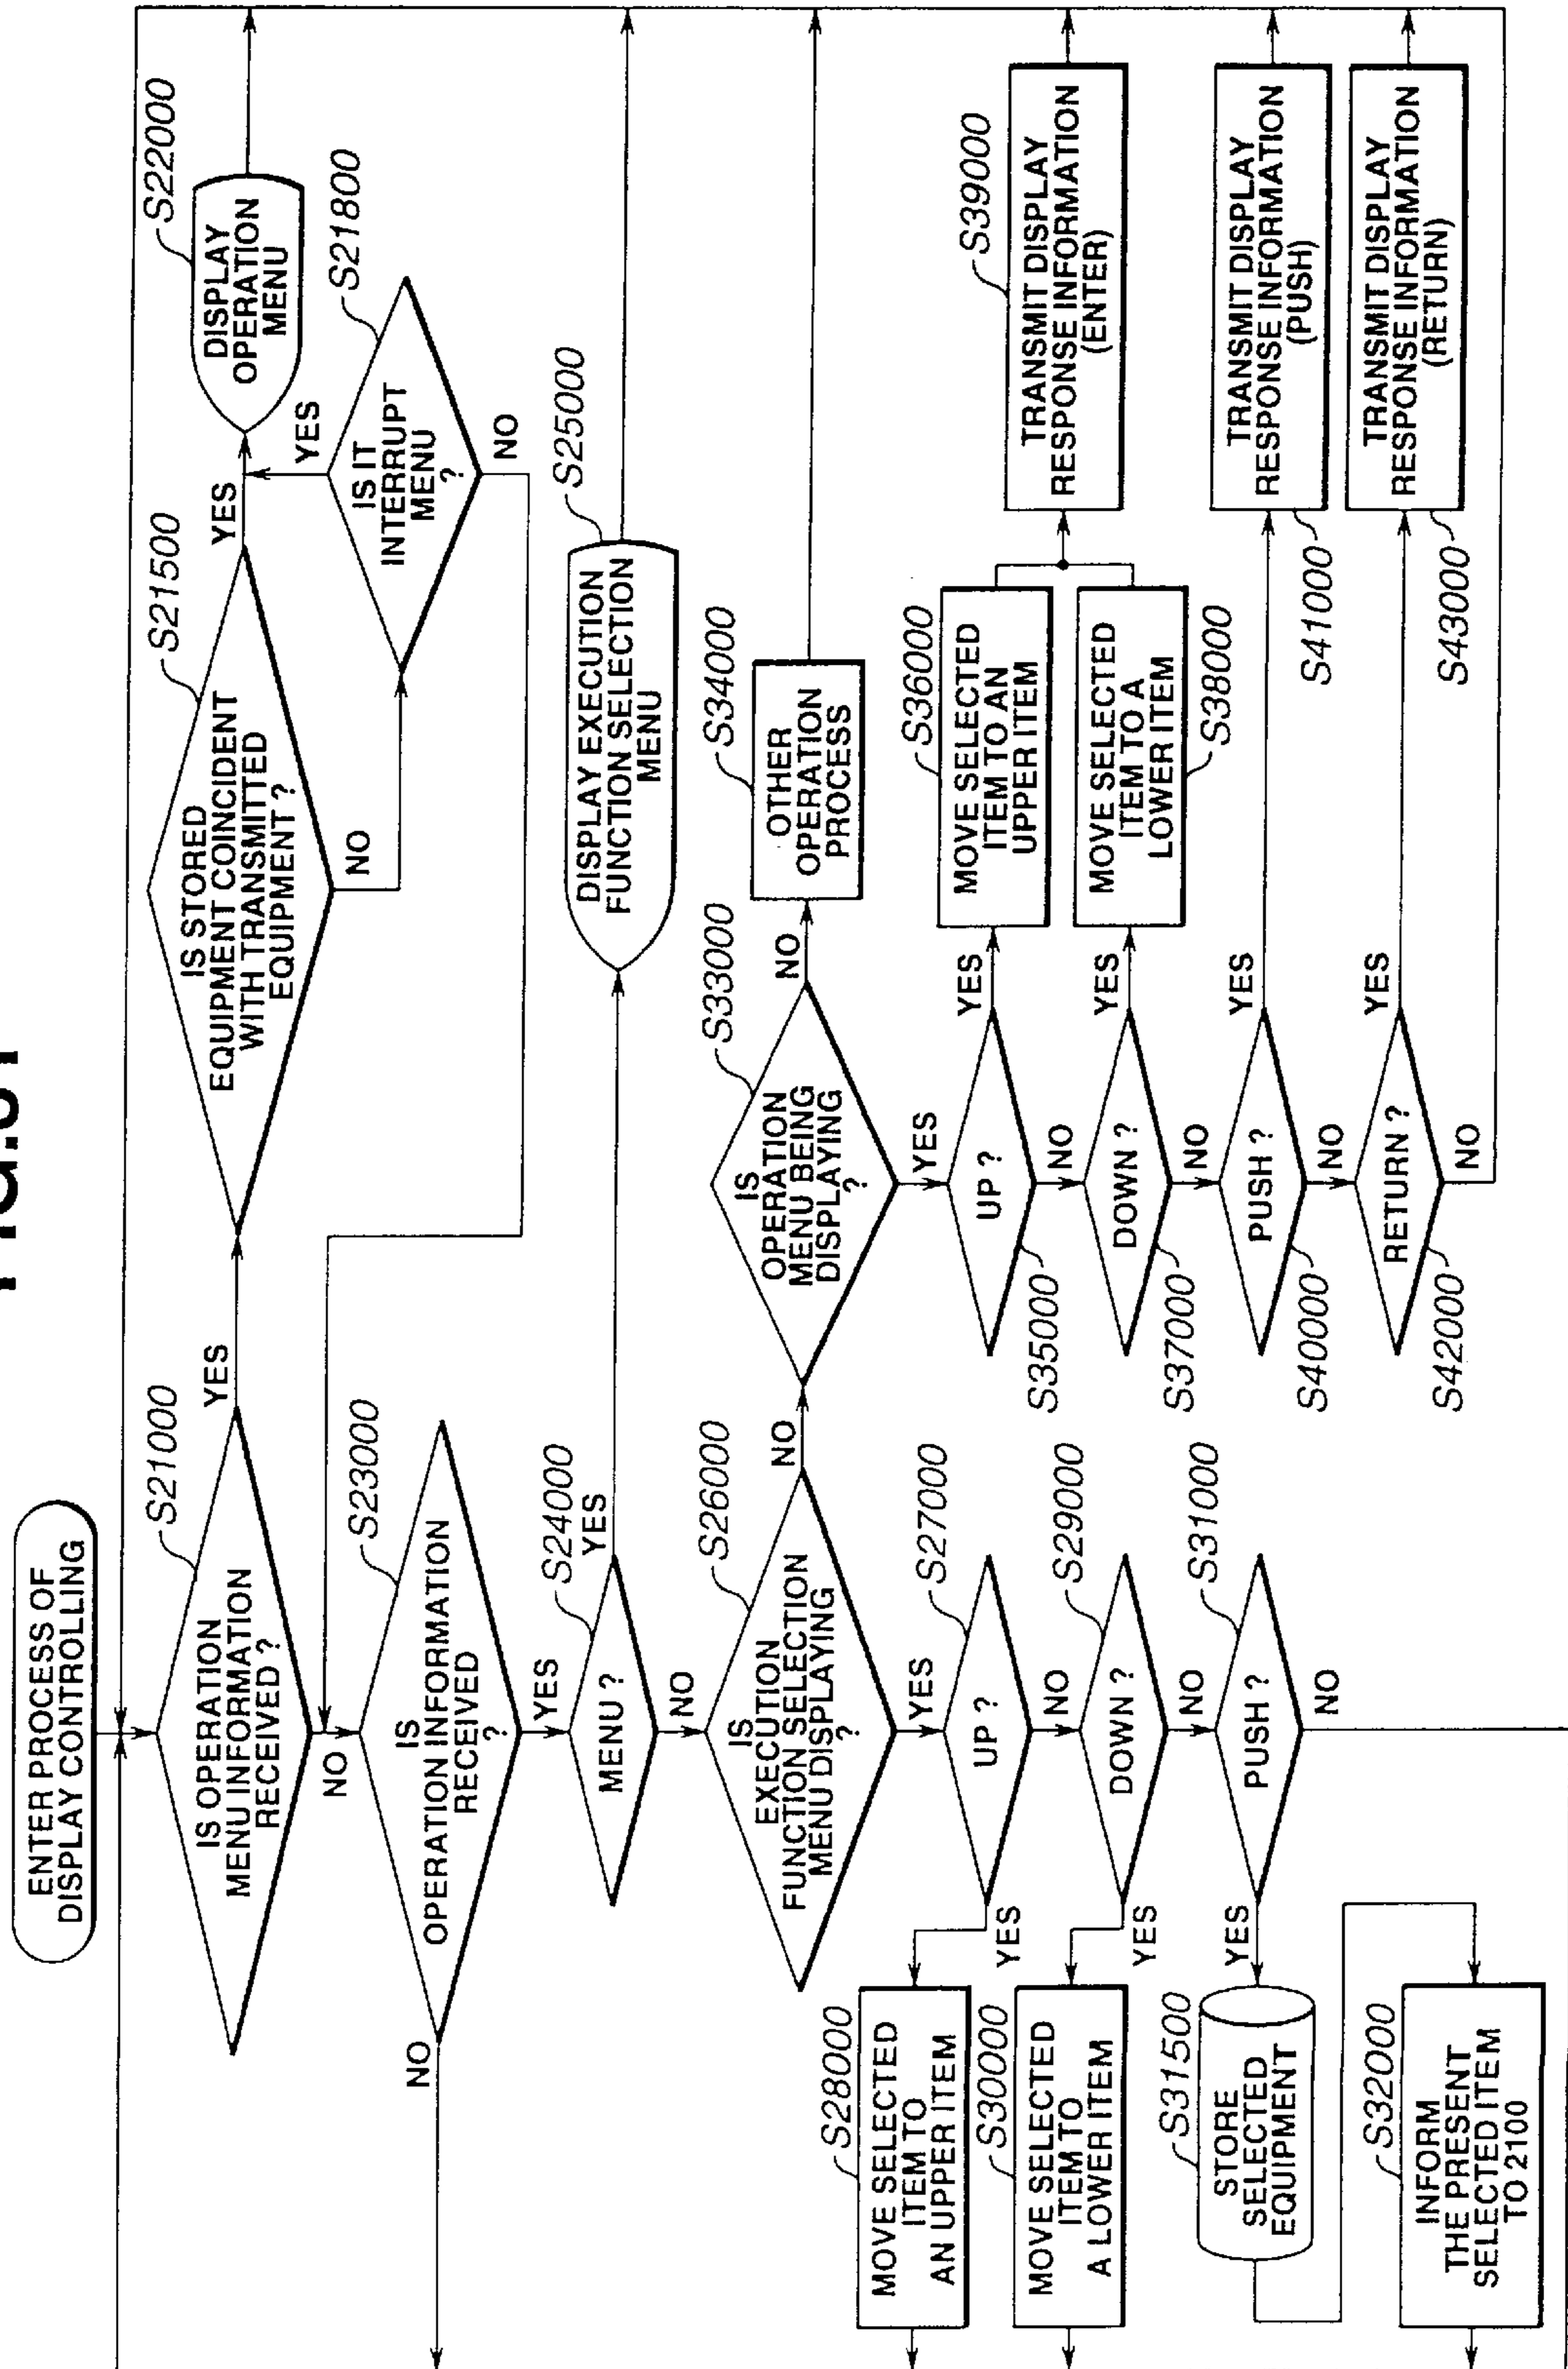 ENTER PROCESS OF
DISPLAY CONTROLLING
S21000
IS OPERATION
MENU INFORMATION
RECEIVED ?
YES
NO
S21500
IS STORED
EQUIPMENT COINCIDENT
WITH TRANSMITTED
EQUIPMENT ?
YES
NO
S22000
DISPLAY
OPERATION
MENU
S21800
IS IT
INTERRUPT
MENU
?
YES
NO
S23000
IS
OPERATION INFORMATION
RECEIVED
?
NO
YES
S24000
MENU ?
YES
NO
S25000
DISPLAY EXECUTION
FUNCTION SELECTION
MENU
S26000
IS
EXECUTION
FUNCTION SELECTION
MENU DISPLAYING
?
NO
YES
S33000
IS
OPERATION
MENU BEING
DISPLAYING
?
NO
YES
S34000
OTHER
OPERATION
PROCESS
S27000
UP ?
YES
NO
S28000
MOVE SELECTED
ITEM TO
AN UPPER ITEM
S29000
DOWN ?
YES
NO
S30000
MOVE SELECTED
ITEM TO
A LOWER ITEM
S31000
PUSH ?
YES
NO
S31500
STORE
SELECTED
EQUIPMENT
S32000
INFORM
THE PRESENT
SELECTED ITEM
TO 2100
UP ?
S35000
YES
NO
S36000
MOVE SELECTED
ITEM TO AN
UPPER ITEM
DOWN ?
S37000
YES
NO
MOVE SELECTED
ITEM TO A
LOWER ITEM
S38000
S39000
TRANSMIT DISPLAY
RESPONSE INFORMATION
(ENTER)
PUSH ?
S40000
YES
NO
TRANSMIT DISPLAY
RESPONSE INFORMATION
(PUSH)
S41000
RETURN ?
S42000
YES
NO
TRANSMIT DISPLAY
RESPONSE INFORMATION
(RETURN)
S43000